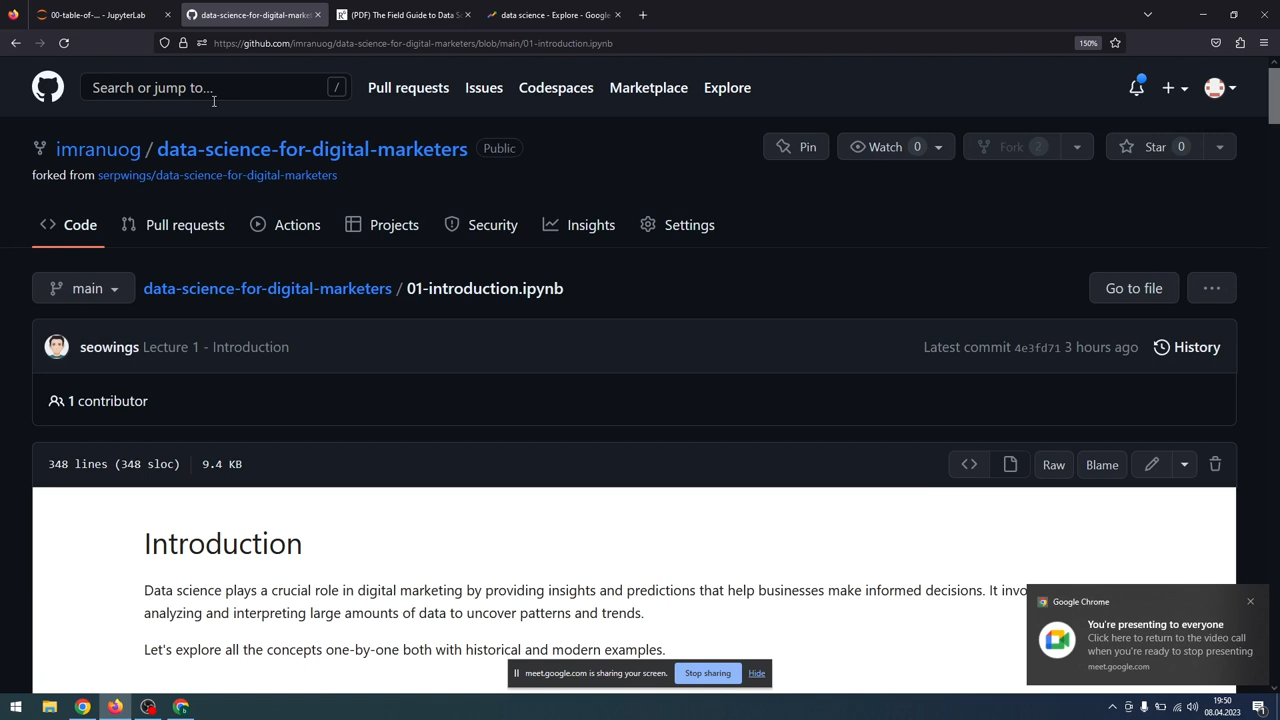 00-table-of-... - JupyterLab
data-science-for-digital-market
(PDF) The Field Guide to Data S
data science - Explore - Google
https://github.com/imranuog/data-science-for-digital-marketers/blob/main/01-introduction.ipynb
150%
Search or jump to...
/
Pull requests
Issues
Codespaces
Marketplace
Explore
imranuog / data-science-for-digital-marketers
Public
Pin
Watch 0
Fork 2
Star 0
forked from serpwings/data-science-for-digital-marketers
Code
Pull requests
Actions
Projects
Security
Insights
Settings
main
data-science-for-digital-marketers / 01-introduction.ipynb
Go to file
seowings Lecture 1 - Introduction
Latest commit 4e3fd71 3 hours ago
History
1 contributor
348 lines (348 sloc)
9.4 KB
Raw
Blame
Introduction
Data science plays a crucial role in digital marketing by providing insights and predictions that help businesses make informed decisions. It invo
analyzing and interpreting large amounts of data to uncover patterns and trends.
Let's explore all the concepts one-by-one both with historical and modern examples.
Google Chrome
You're presenting to everyone
Click here to return to the video call
when you're ready to stop presenting
meet.google.com
meet.google.com is sharing your screen.
Stop sharing
Hide
19:50
08.04.2023
1